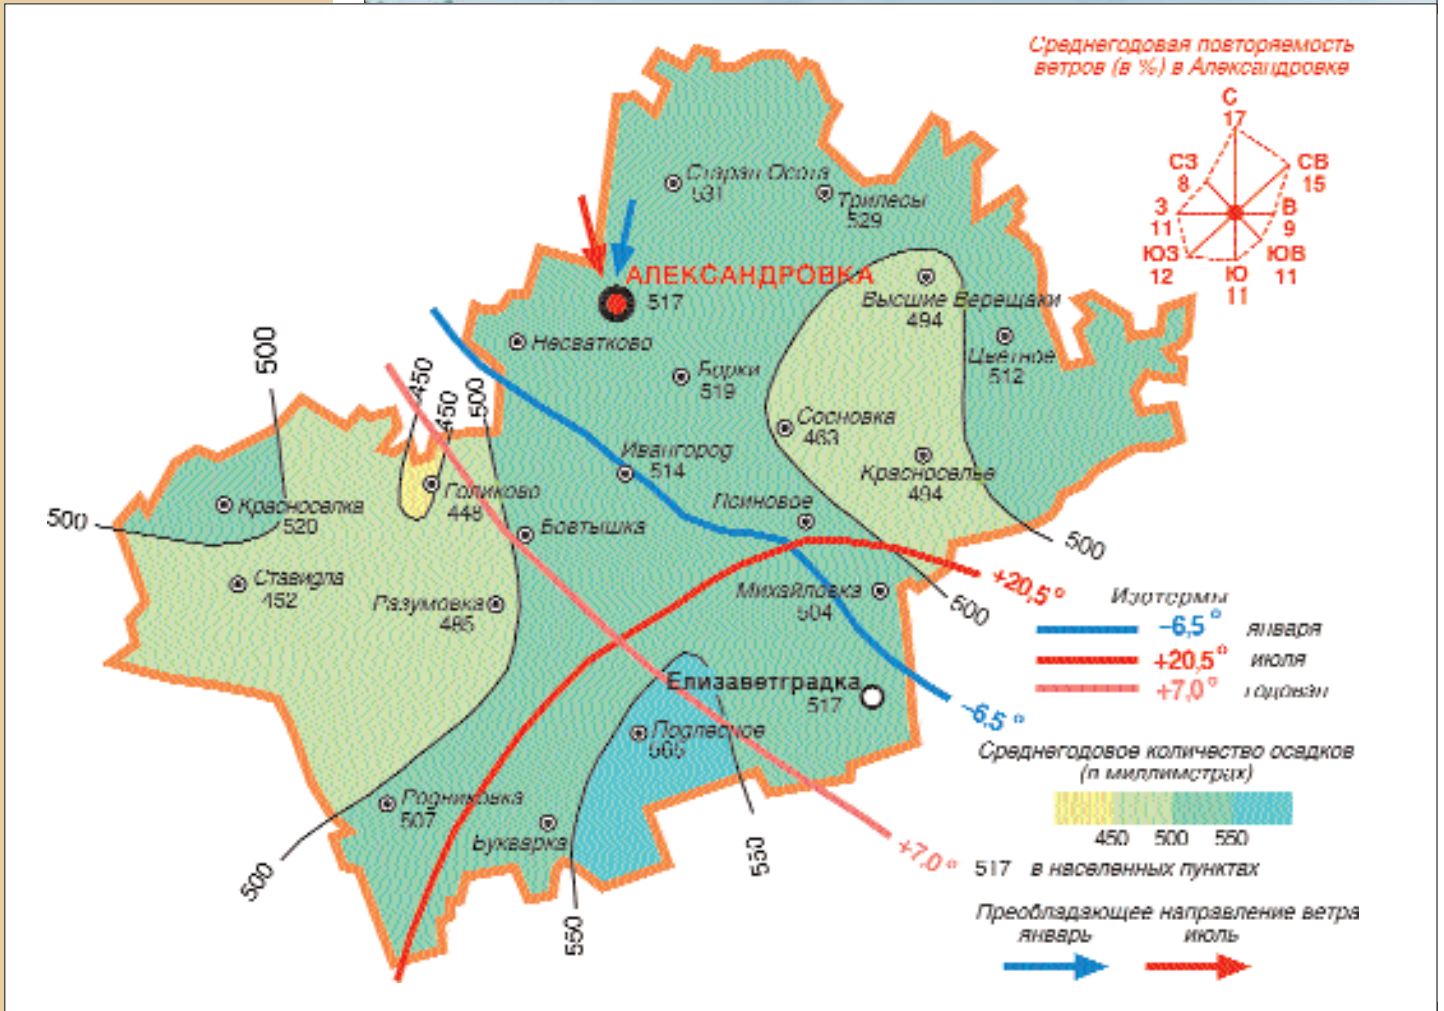 Среднегодовая повторяемость
ветров (в %) в Александровке
С
17
СЗ
8
СВ
15
З
11
В
9
ЮЗ
12
ЮВ
11
Ю
11
Старая Осота
531
Трилесы
529
АЛЕКСАНДРОВКА
517
Высшие Верещаки
494
Несватково
Цветное
512
Борки
519
500
450
450
500
Сосновка
463
Ивангород
514
Красноселье
494
Голиково
448
Ясиновое
Красноселка
520
500
Бовтышка
500
Ставидла
452
Разумовка
485
Михайловка
504
+20,5°
500
Изотермы
–6,5° января
+20,5° июля
+7,0° годовая
Елизаветградка
517
–6,5°
Подлесное
565
Среднегодовое количество осадков
(в миллиметрах)
450 500 550
Родниковка
507
Букварка
500
550
+7,0°
517 в населенных пунктах
550
Преобладающее направление ветра
январь июль